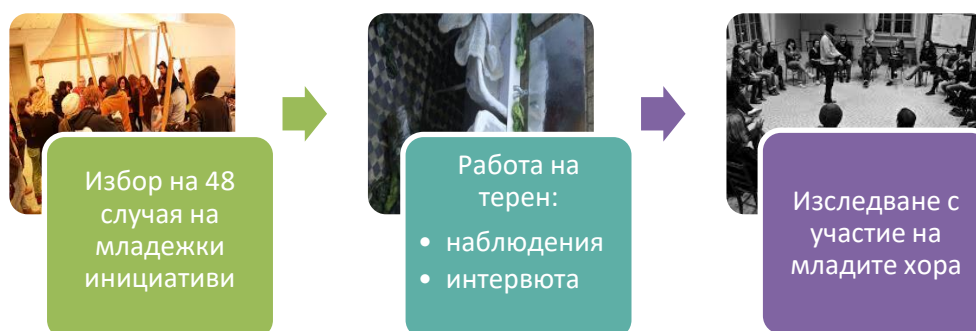 Избор на 48
случая на
младежки
инициативи
Работа на
терен:
• наблюдения
• интервюта
Изследване с
участие на
младите хора